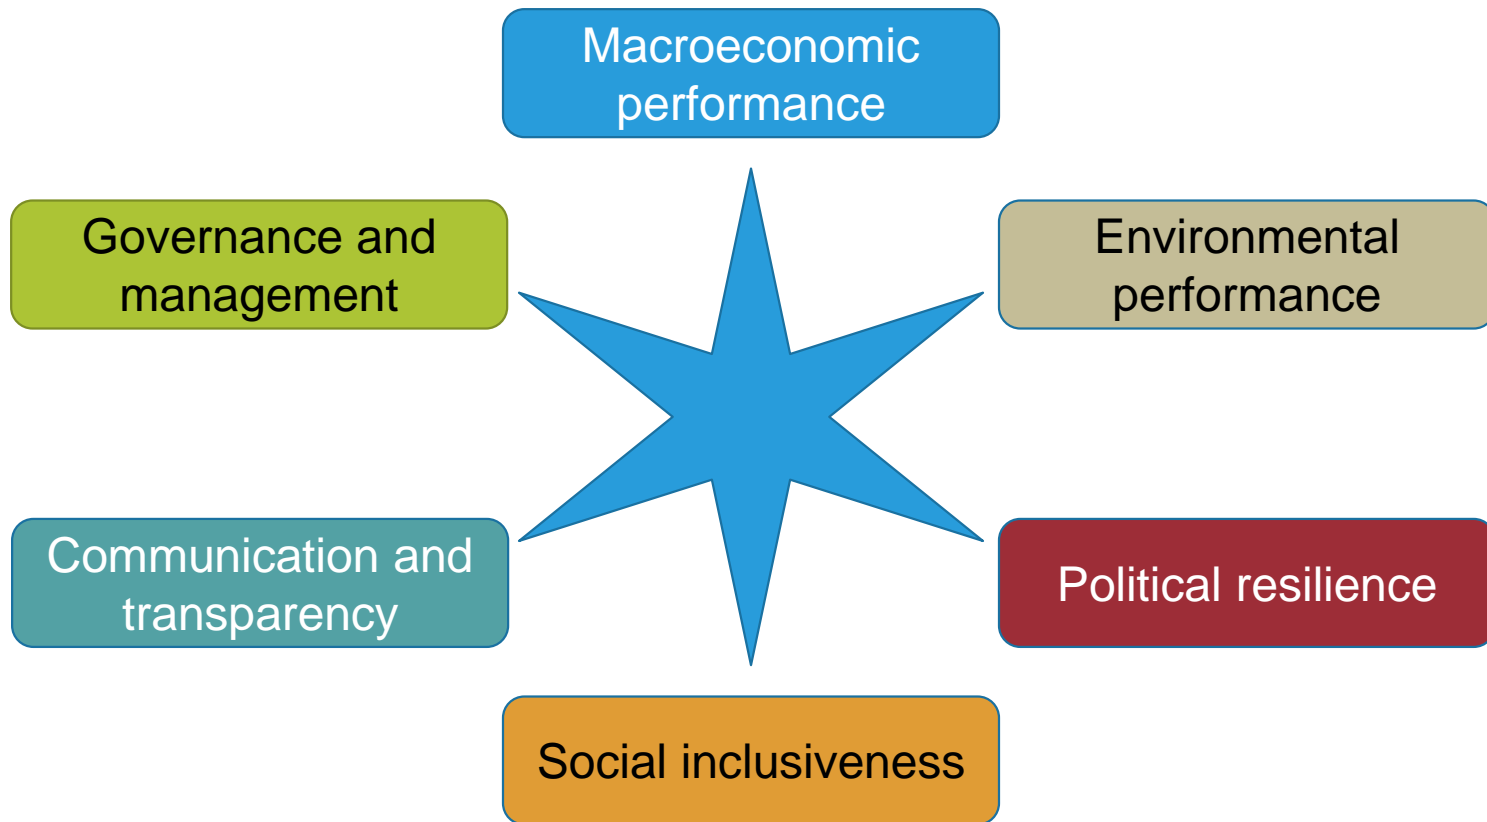 Macroeconomic
performance
Governance and
management
Environmental
performance
Communication and
transparency
Political resilience
Social inclusiveness